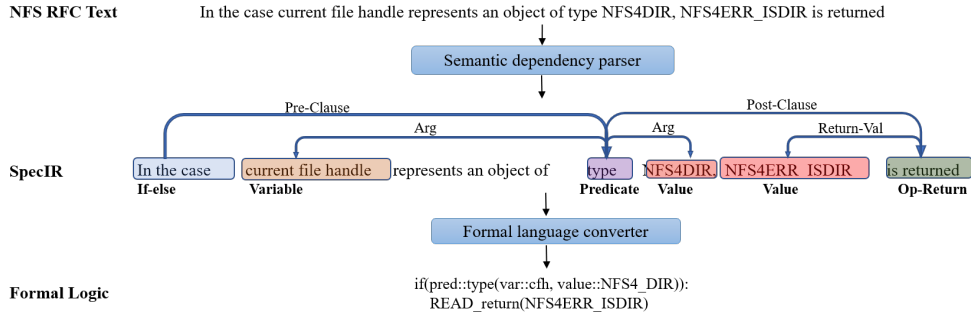 NFS RFC Text In the case current file handle represents an object of type NFS4DIR, NFS4ERR_ISDIR is returned
Semantic dependency parser
Pre-Clause Post-Clause
Arg Arg Return-Val
SpecIR In the case current file handle represents an object of type NFS4DIR, NFS4ERR_ISDIR is returned
If-else Variable Predicate Value Value Op-Return
Formal language converter
Formal Logic if(pred::type(var::cfh, value::NFS4_DIR)):
READ_return(NFS4ERR_ISDIR)